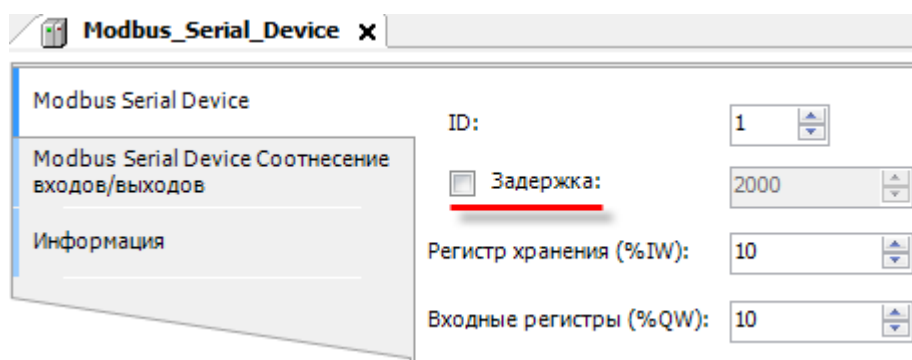 Modbus_Serial_Device x
Modbus Serial Device
Modbus Serial Device Соотнесение
входов/выходов
Информация
ID: 1
Задержка: 2000
Регистр хранения (%IW): 10
Входные регистры (%QW): 10